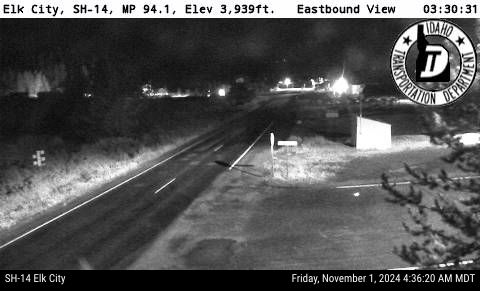 Elk City, SH-14, MP 94.1, Elev 3,939ft. Eastbound View 03:30:31
IDAHO
TRANSPORTATION DEPARTMENT
SH-14 Elk City Friday, November 1, 2024 4:36:20 AM MDT